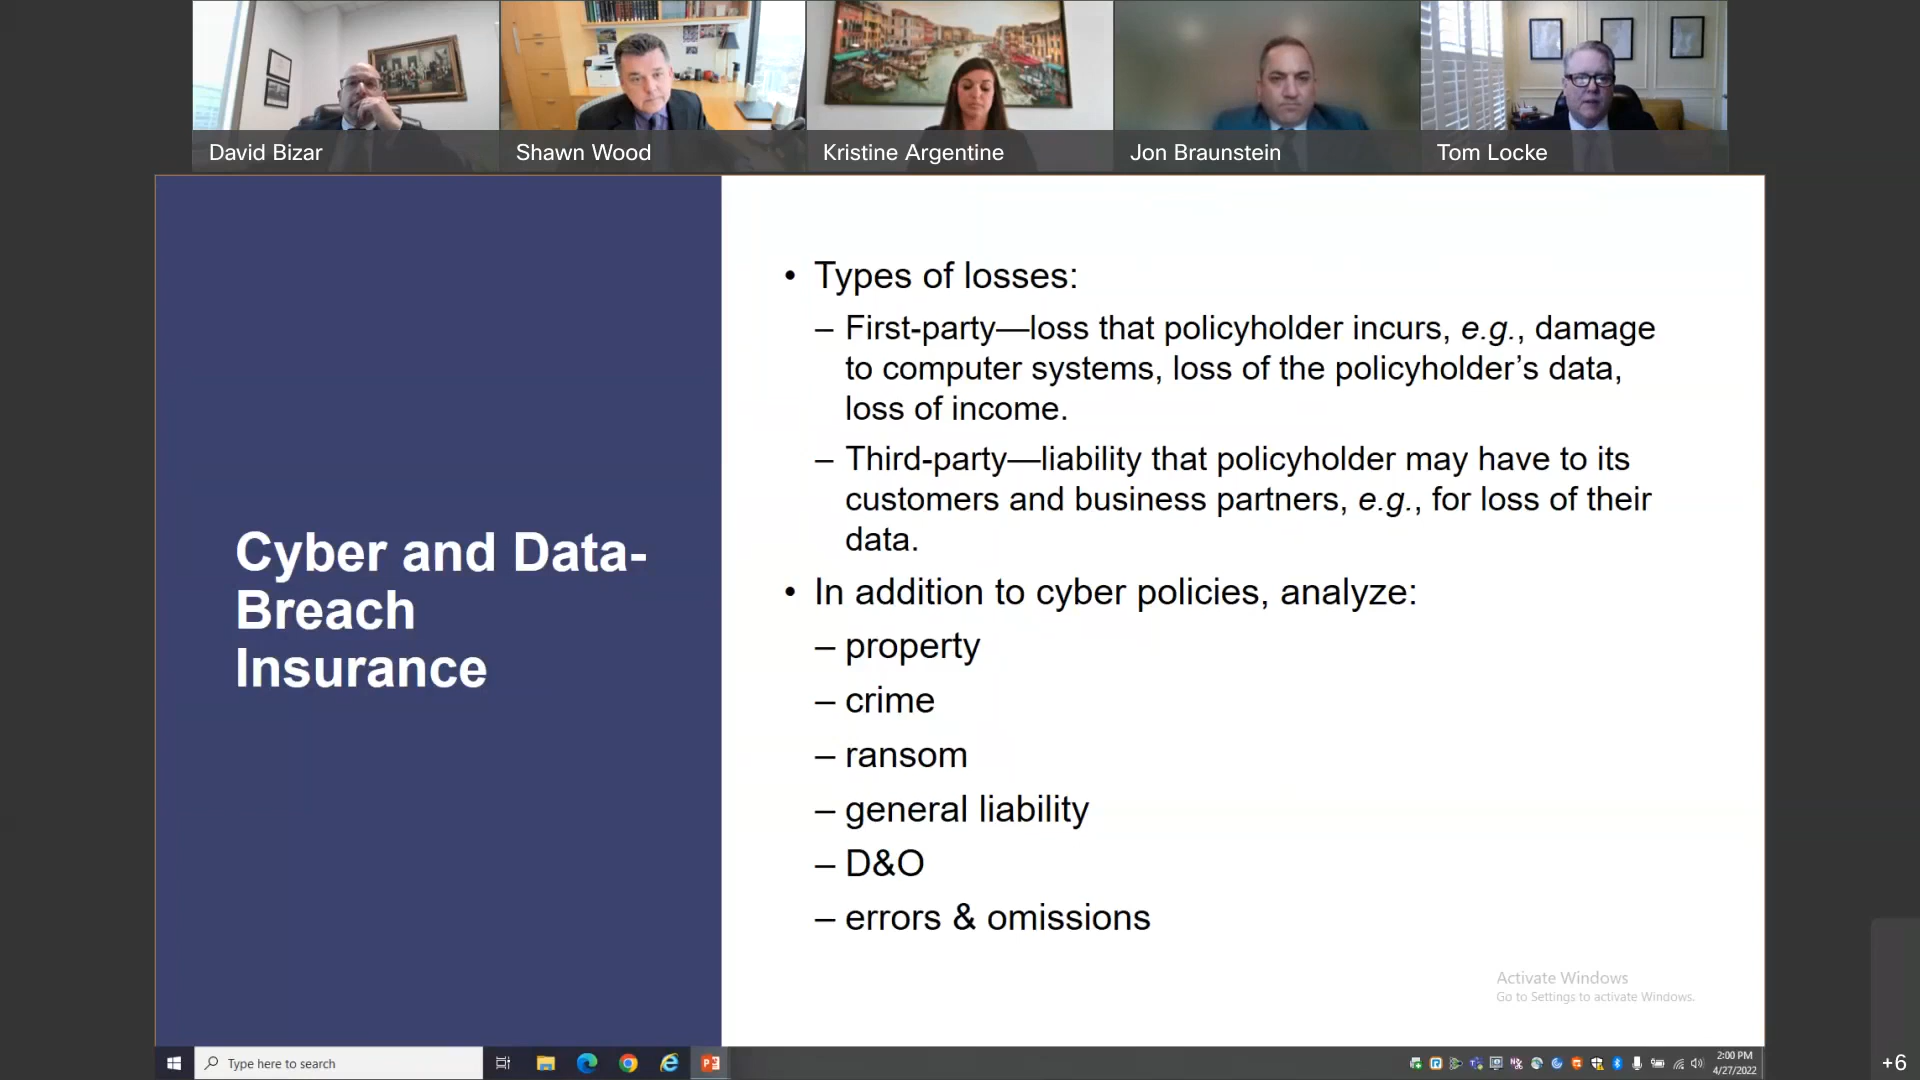 David Bizar
Shawn Wood
Kristine Argentine
Jon Braunstein
Tom Locke
Cyber and Data-
Breach
Insurance
• Types of losses:
– First-party—loss that policyholder incurs, e.g., damage
to computer systems, loss of the policyholder’s data,
loss of income.
– Third-party—liability that policyholder may have to its
customers and business partners, e.g., for loss of their
data.
• In addition to cyber policies, analyze:
– property
– crime
– ransom
– general liability
– D&O
– errors & omissions
Activate Windows
Go to Settings to activate Windows.
Type here to search
2:00 PM
4/27/2022
+6